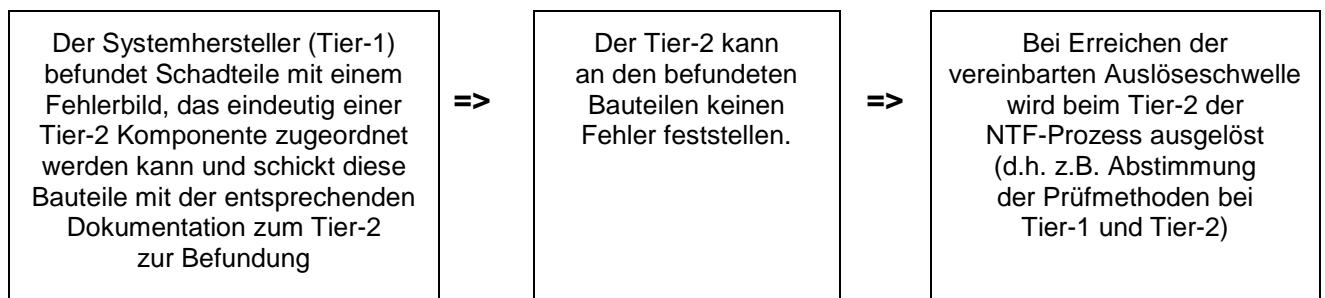 Der Systemhersteller (Tier-1)
befundet Schadteile mit einem
Fehlerbild, das eindeutig einer
Tier-2 Komponente zugeordnet
werden kann und schickt diese
Bauteile mit der entsprechenden
Dokumentation zum Tier-2
zur Befundung
=>
Der Tier-2 kann
an den befundeten
Bauteilen keinen
Fehler feststellen.
=>
Bei Erreichen der
vereinbarten Auslöseschwelle
wird beim Tier-2 der
NTF-Prozess ausgelöst
(d.h. z.B. Abstimmung
der Prüfmethoden bei
Tier-1 und Tier-2)